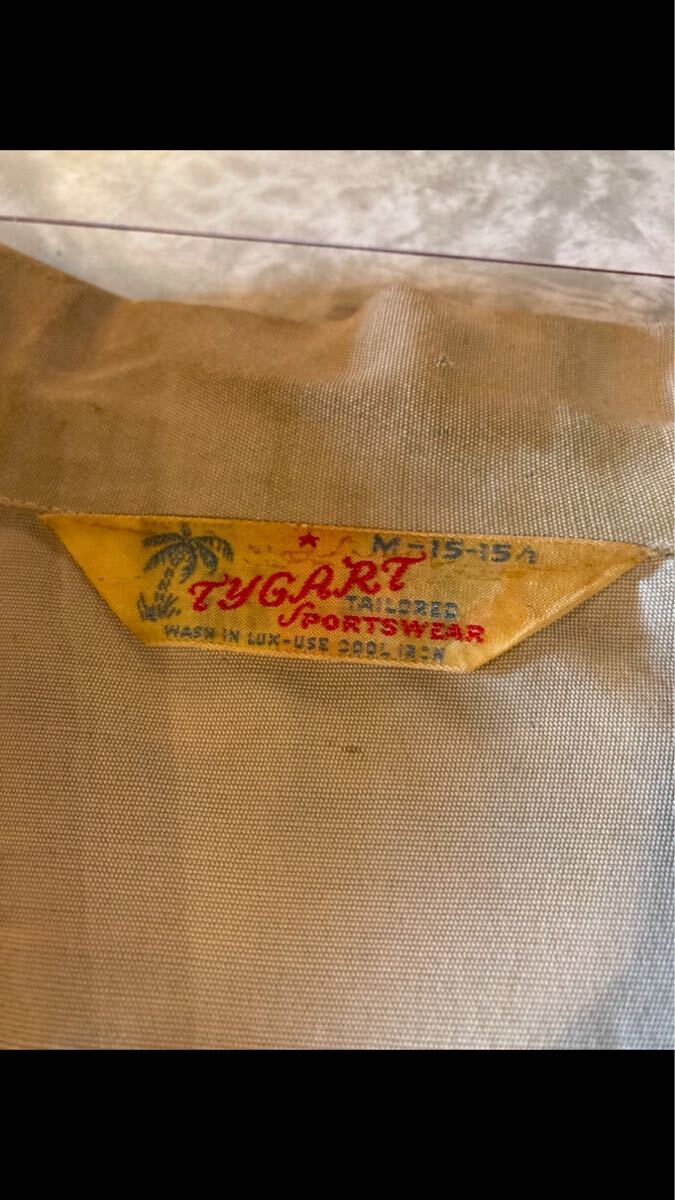 M-15-15½
TYGART
TAILORED
SPORTSWEAR
WASH IN LUX-USE COOL IRON